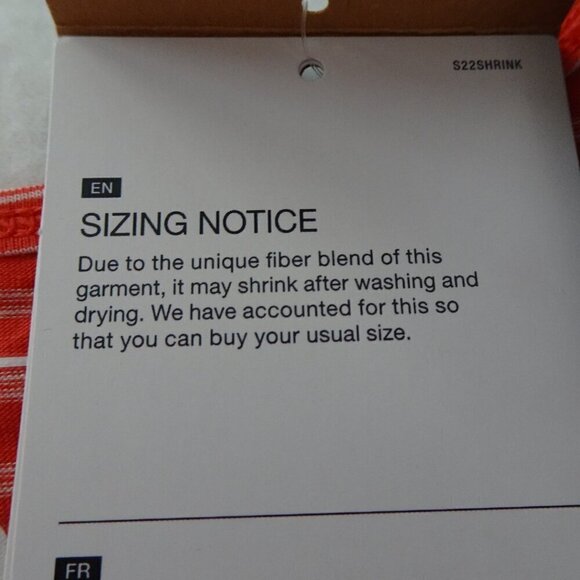 S22SHRINK
EN
SIZING NOTICE
Due to the unique fiber blend of this
garment, it may shrink after washing and
drying. We have accounted for this so
that you can buy your usual size.
FR